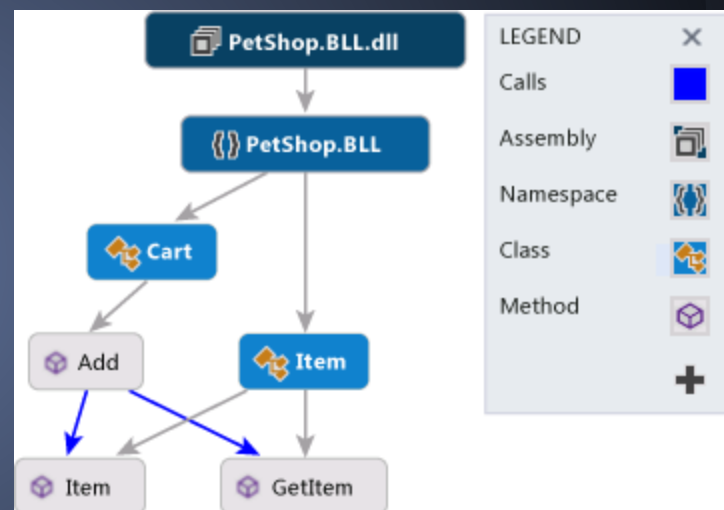 PetShop.BLL.dll
{} PetShop.BLL
Cart
Add
Item
Item
GetItem
LEGEND
Calls
Assembly
Namespace
Class
Method